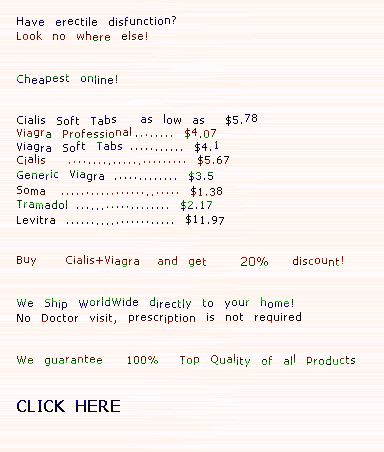 Have erectile disfunction?
Look no where else!
Cheapest online!
Cialis Soft Tabs as low as $5.78
Viagra Professional........ $4.07
Viagra Soft Tabs ........... $4.1
Cialis ....................... $5.67
Generic Viagra ............. $3.5
Soma ....................... $1.38
Tramadol .................. $2.17
Levitra ..................... $11.97
Buy Cialis+Viagra and get 20% discount!
We Ship WorldWide directly to your home!
No Doctor visit, prescription is not required
We guarantee 100% Top Quality of all Products
CLICK HERE